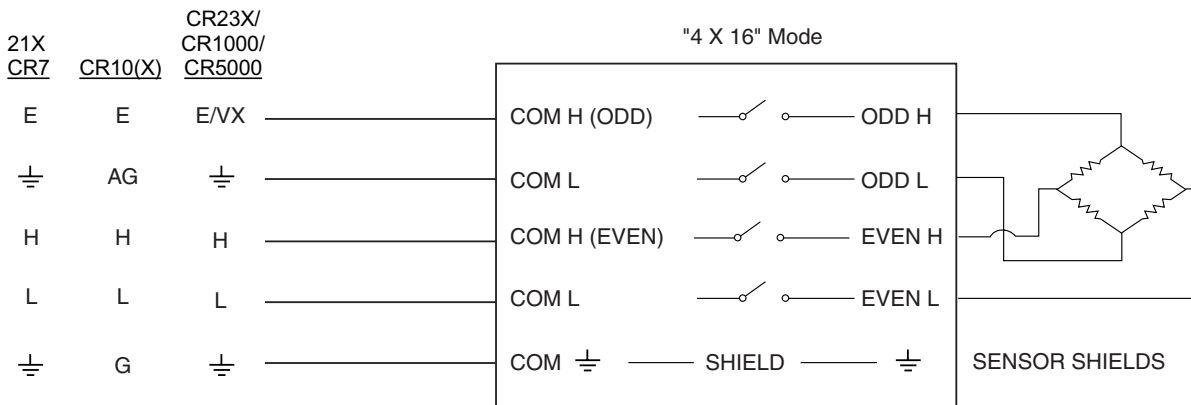 CR23X/
21X CR1000/
CR7 CR10(X) CR5000
"4 X 16" Mode
E E E/VX COM H (ODD) ODD H
AG COM L ODD L
H H H COM H (EVEN) EVEN H
L L L COM L EVEN L
G COM SHIELD SENSOR SHIELDS